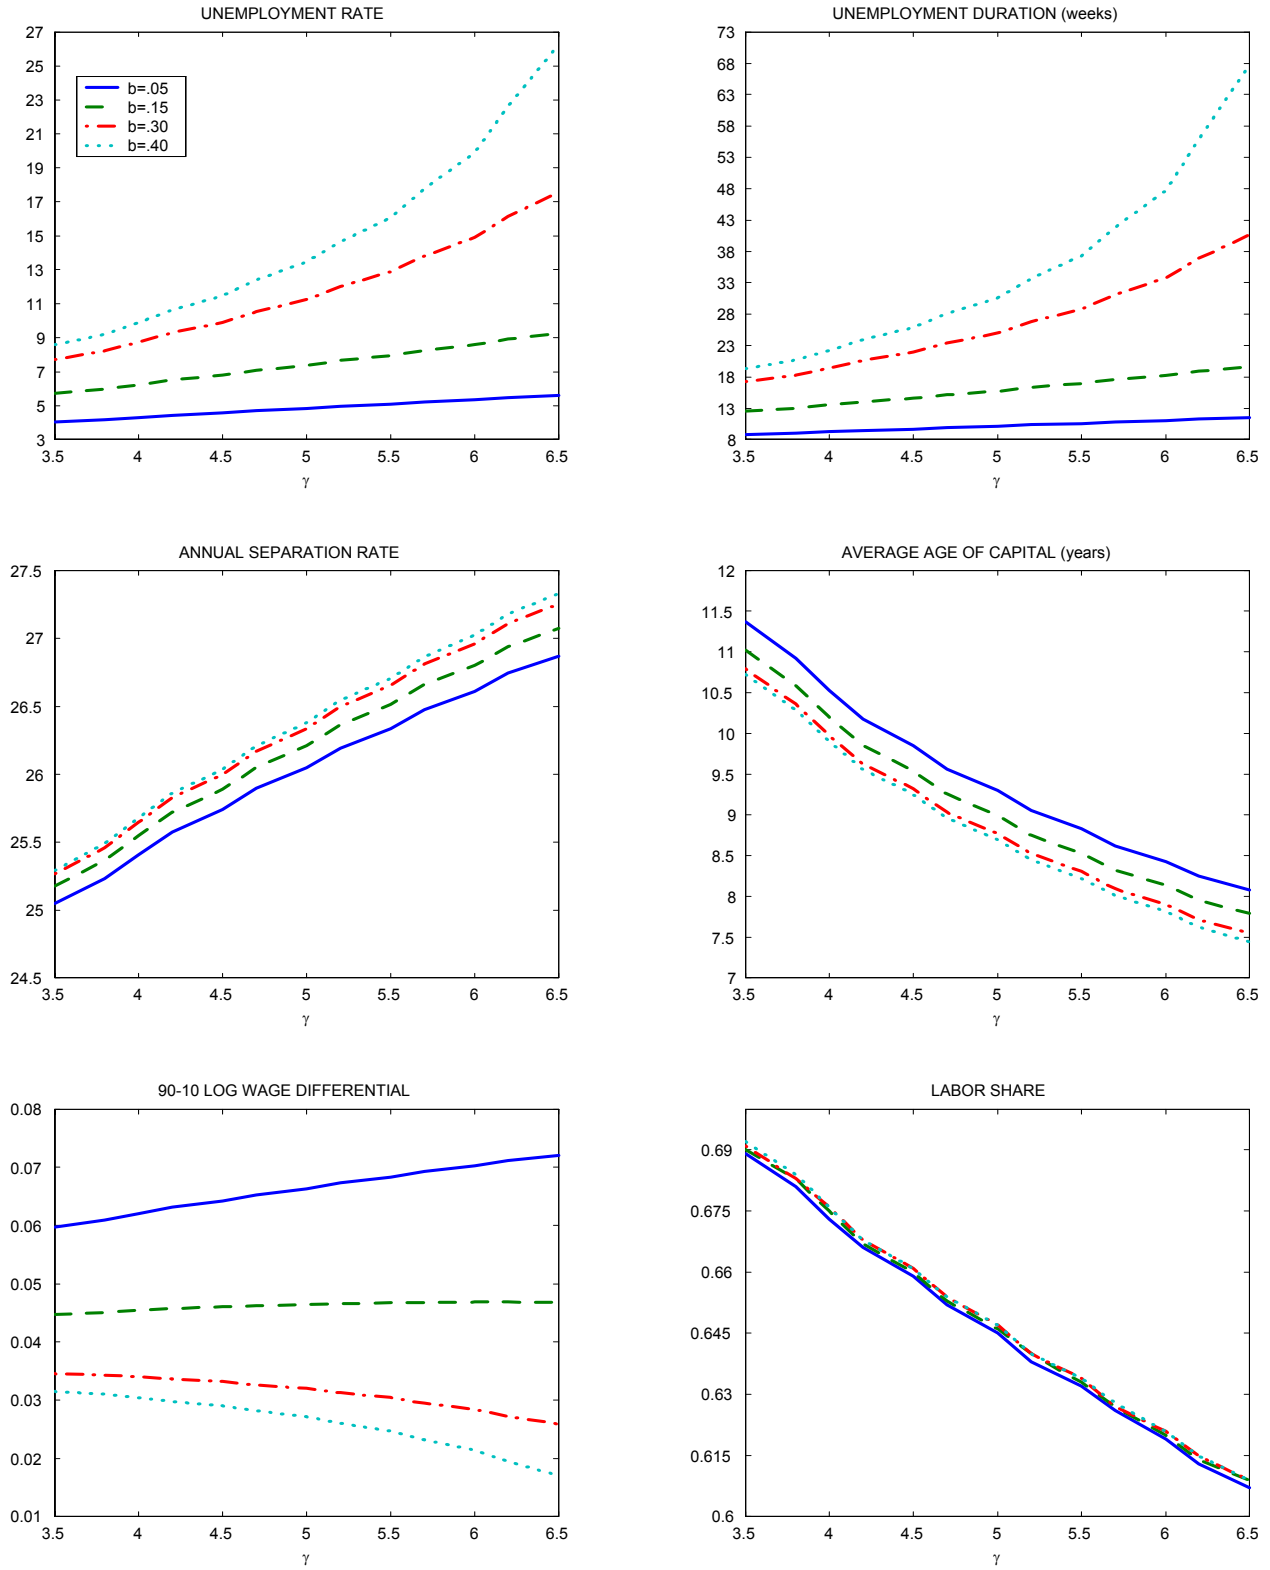 UNEMPLOYMENT RATE
27
25
23
21
19
17
15
13
11
9
7
5
3
b=.05
b=.15
b=.30
b=.40
3.5 4 4.5 5 5.5 6 6.5
γ
UNEMPLOYMENT DURATION (weeks)
73
68
63
58
53
48
43
38
33
28
23
18
13
8
3.5 4 4.5 5 5.5 6 6.5
γ
ANNUAL SEPARATION RATE
27.5
27
26.5
26
25.5
25
24.5
3.5 4 4.5 5 5.5 6 6.5
γ
AVERAGE AGE OF CAPITAL (years)
12
11.5
11
10.5
10
9.5
9
8.5
8
7.5
7
3.5 4 4.5 5 5.5 6 6.5
γ
90-10 LOG WAGE DIFFERENTIAL
0.08
0.07
0.06
0.05
0.04
0.03
0.02
0.01
3.5 4 4.5 5 5.5 6 6.5
γ
LABOR SHARE
0.69
0.675
0.66
0.645
0.63
0.615
0.6
3.5 4 4.5 5 5.5 6 6.5
γ